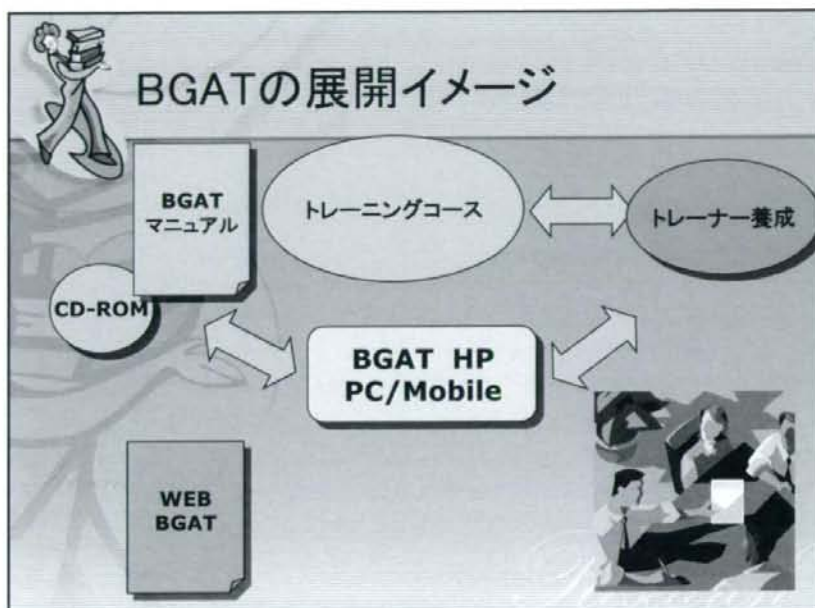 BGATの展開イメージ
BGAT
マニュアル
トレーニングコース
トレーナー養成
CD-ROM
BGAT HP
PC/Mobile
WEB
BGAT